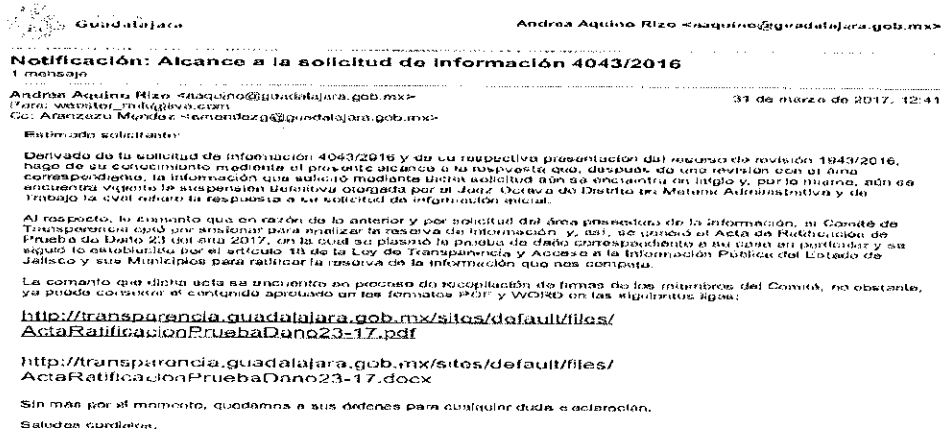 Guadalajara
Andrea Aquino Rizo <aaquino@guadalajara.gob.mx>
Notificación: Alcance a la solicitud de información 4043/2016
1 mensaje
Andrea Aquino Rizo <aaquino@guadalajara.gob.mx>
31 de marzo de 2017, 12:41
Para:
Cc: Aranzazu Mendez <amendezg@guadalajara.gob.mx>
Estimado solicitante:
Derivado de la solicitud de información 4043/2016 y de su respectiva presentación del recurso de revisión 1943/2016,
hago de su conocimiento mediante el presente alcance a la respuesta que, después de una revisión con el área
correspondiente, la información que solicitó mediante dicha solicitud aún se encuentra en litigio y, por lo mismo, aún se
encuentra vigente la suspensión definitiva otorgada por el Juez Octavo de Distrito en Materia Administrativa y de
Trabajo la cual refiere la respuesta a su solicitud de información inicial.
Al respecto, le comento que en razón de lo anterior y por solicitud del área poseedora de la información, el Comité de
Transparencia optó por sesionar para analizar la reserva de información y, así, se generó el Acta de Ratificación de
Prueba de Daño 23 del año 2017, en la cual se plasmó la prueba de daño correspondiente a su caso en particular y se
siguió lo establecido por el artículo 18 de la Ley de Transparencia y Acceso a la Información Pública del Estado de
Jalisco y sus Municipios para ratificar la reserva de la información que nos compete.
Le comento que dicha acta se encuentra en proceso de recopilación de firmas de los miembros del Comité, no obstante,
ya puede consultar el contenido aprobado en los formatos PDF y WORD en las siguientes ligas:
http://transparencia.guadalajara.gob.mx/sites/default/files/
ActaRatificacionPruebaDano23-17.pdf
http://transparencia.guadalajara.gob.mx/sites/default/files/
ActaRatificacionPruebaDano23-17.docx
Sin más por el momento, quedamos a sus órdenes para cualquier duda o aclaración.
Saludos cordiales,